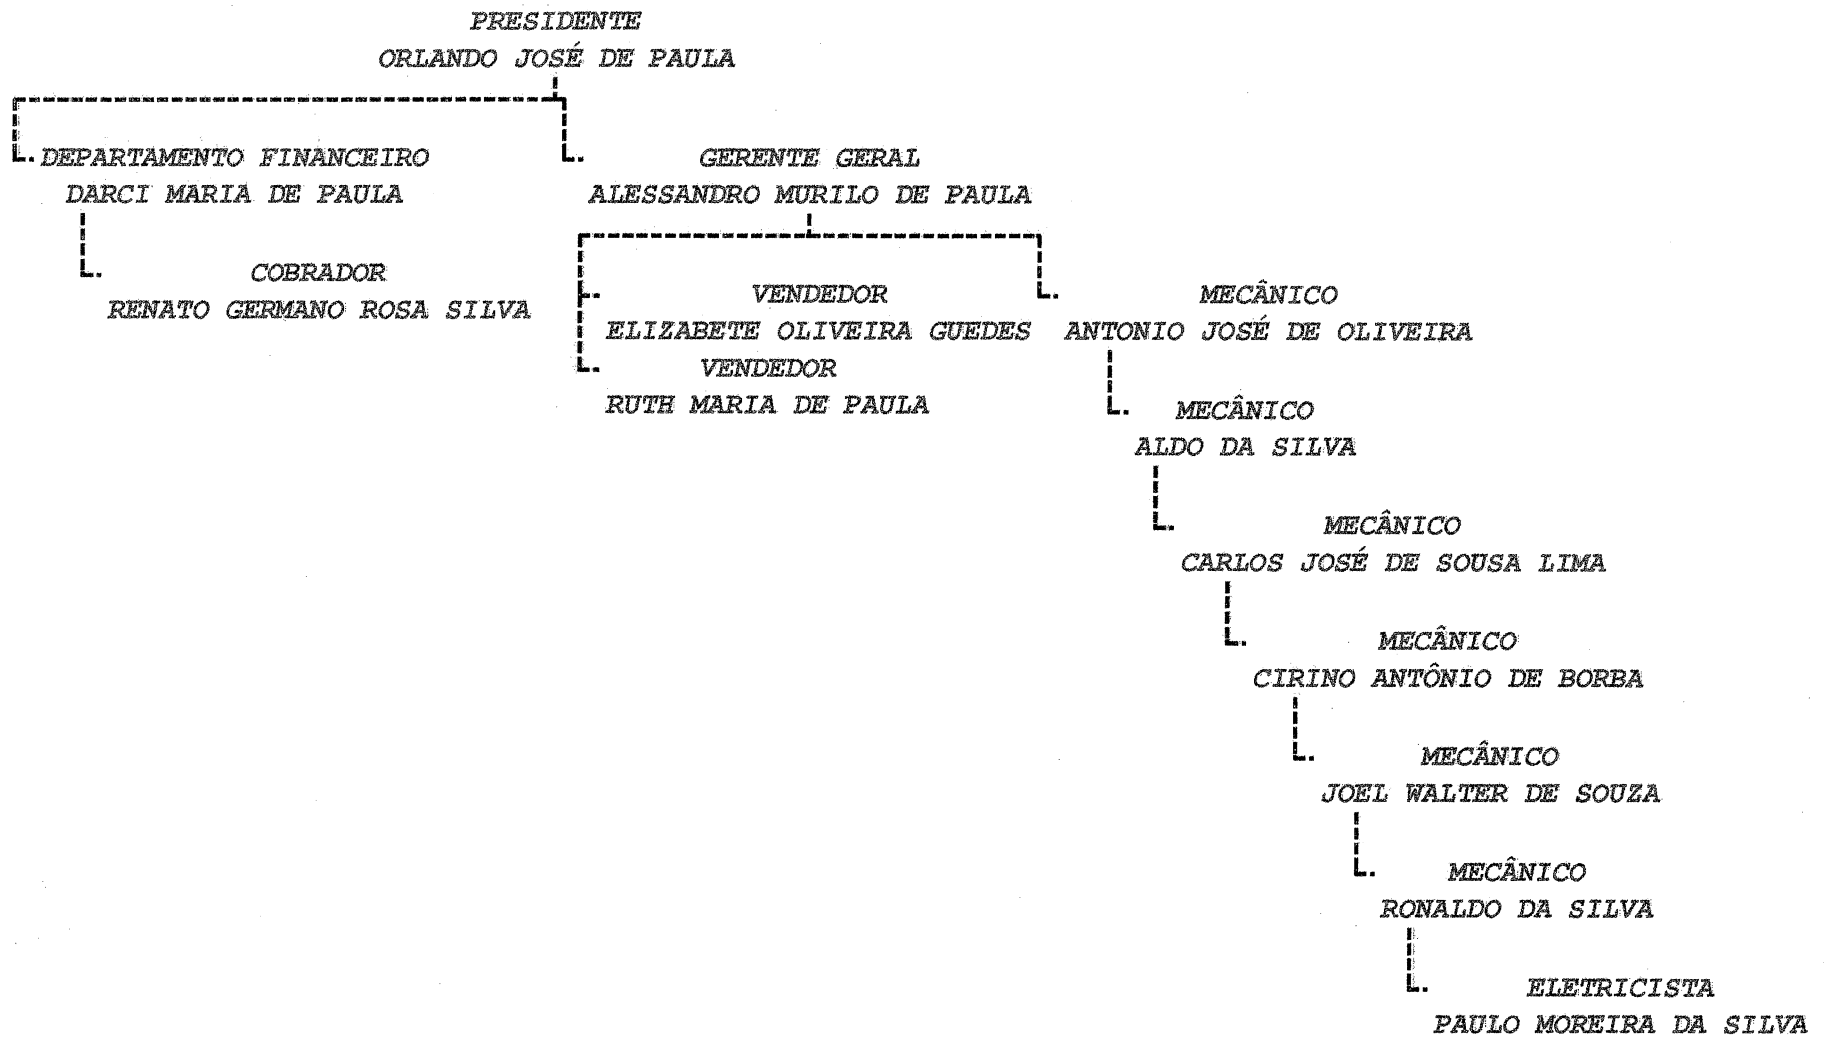 PRESIDENTE
ORLANDO JOSÉ DE PAULA
DEPARTAMENTO FINANCEIRO
DARCI MARIA DE PAULA
COBRADOR
RENATO GERMANO ROSA SILVA
GERENTE GERAL
ALESSANDRO MURILO DE PAULA
VENDEDOR
ELIZABETE OLIVEIRA GUEDES
VENDEDOR
RUTH MARIA DE PAULA
MECÂNICO
ANTONIO JOSÉ DE OLIVEIRA
MECÂNICO
ALDO DA SILVA
MECÂNICO
CARLOS JOSÉ DE SOUSA LIMA
MECÂNICO
CIRINO ANTÔNIO DE BORBA
MECÂNICO
JOEL WALTER DE SOUZA
MECÂNICO
RONALDO DA SILVA
ELETRICISTA
PAULO MOREIRA DA SILVA